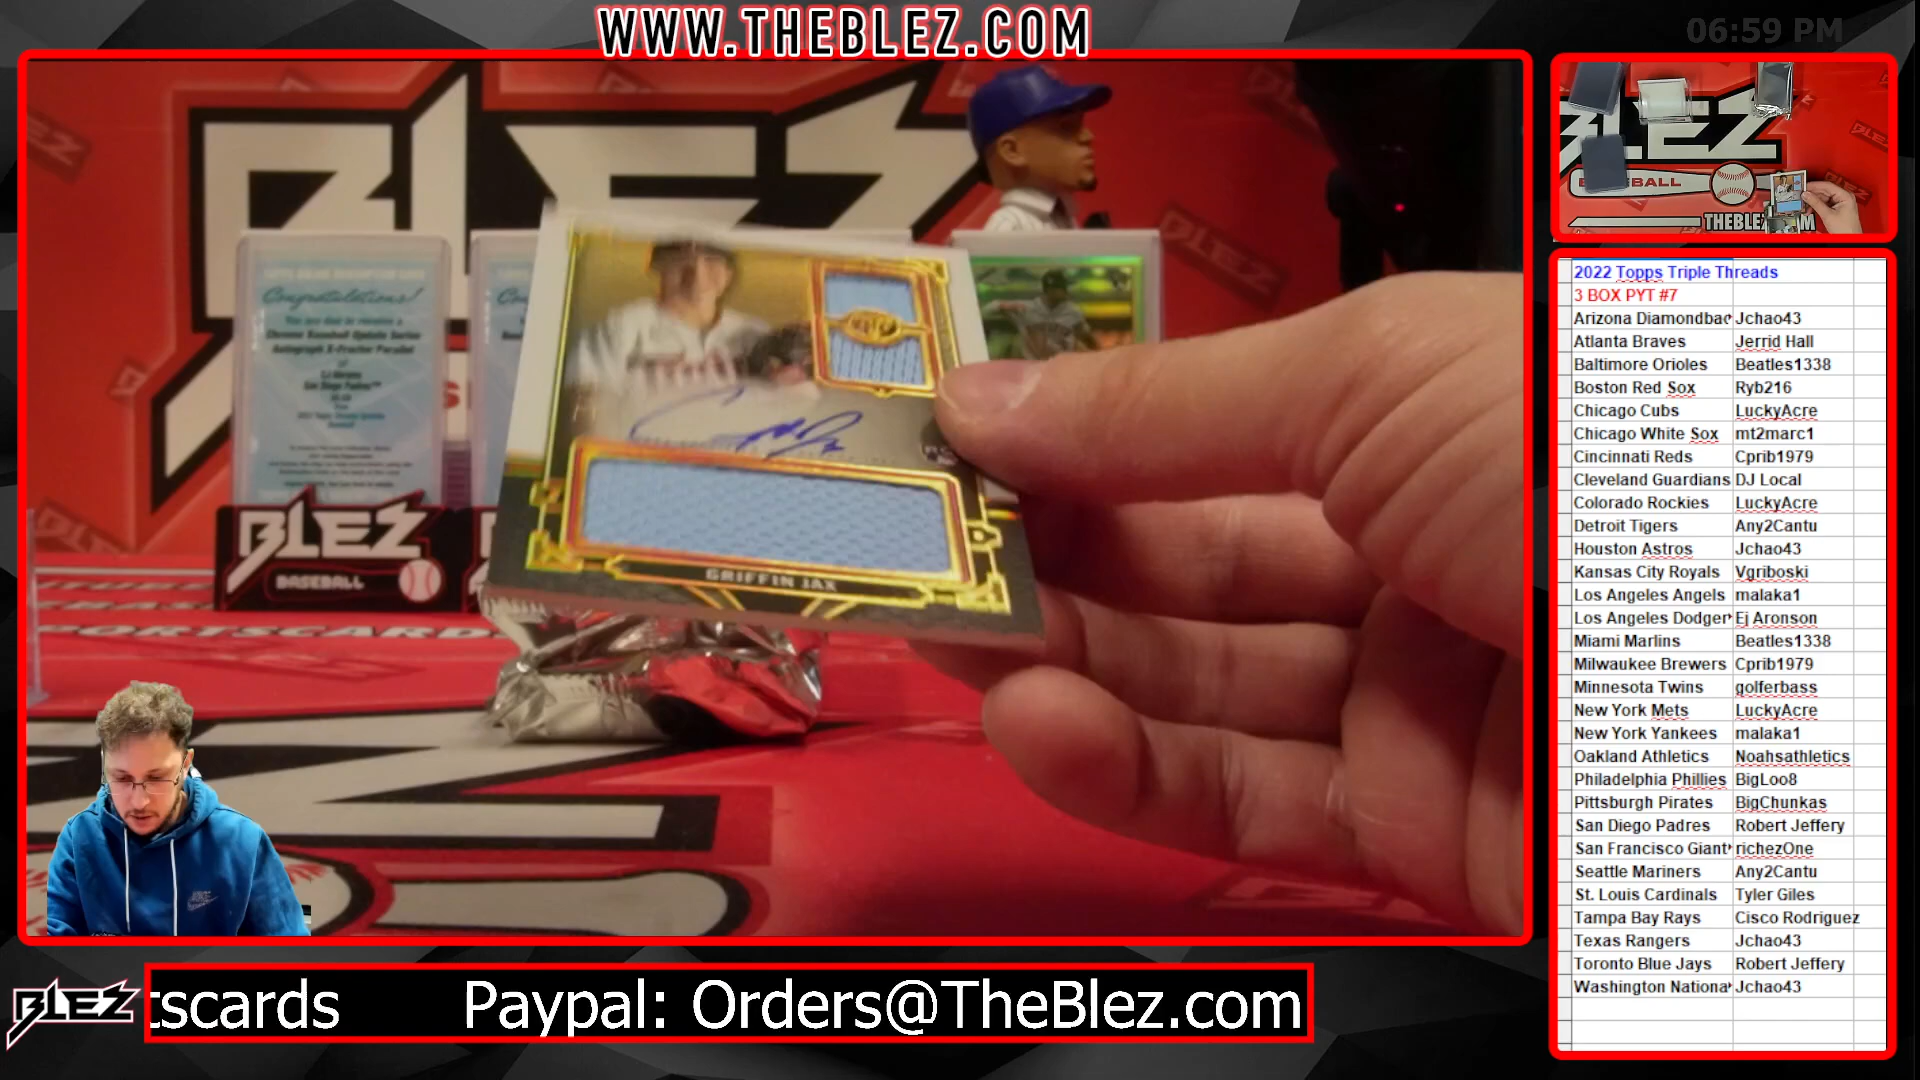 WWW.THEBLEZ.COM
06:59 PM
BLEZ
Congratulations!
GRIFFIN JAX
BLEZ
BASEBALL
SPORTSCARDS
BLEZ
BALL
THEBLEZ
2022 Topps Triple Threads
3 BOX PYT #7
Arizona Diamondbac Jchao43
Atlanta Braves Jerrid Hall
Baltimore Orioles Beatles1338
Boston Red Sox Ryb216
Chicago Cubs LuckyAcre
Chicago White Sox mt2marc1
Cincinnati Reds Cprib1979
Cleveland Guardians DJ Local
Colorado Rockies LuckyAcre
Detroit Tigers Any2Cantu
Houston Astros Jchao43
Kansas City Royals Vgriboski
Los Angeles Angels malaka1
Los Angeles Dodger Ej Aronson
Miami Marlins Beatles1338
Milwaukee Brewers Cprib1979
Minnesota Twins golferbass
New York Mets LuckyAcre
New York Yankees malaka1
Oakland Athletics Noahsathletics
Philadelphia Phillies BigLoo8
Pittsburgh Pirates BigChunkas
San Diego Padres Robert Jeffery
San Francisco Giant richezOne
Seattle Mariners Any2Cantu
St. Louis Cardinals Tyler Giles
Tampa Bay Rays Cisco Rodriguez
Texas Rangers Jchao43
Toronto Blue Jays Robert Jeffery
Washington Nationa Jchao43
BLEZ
tscards Paypal: Orders@TheBlez.com